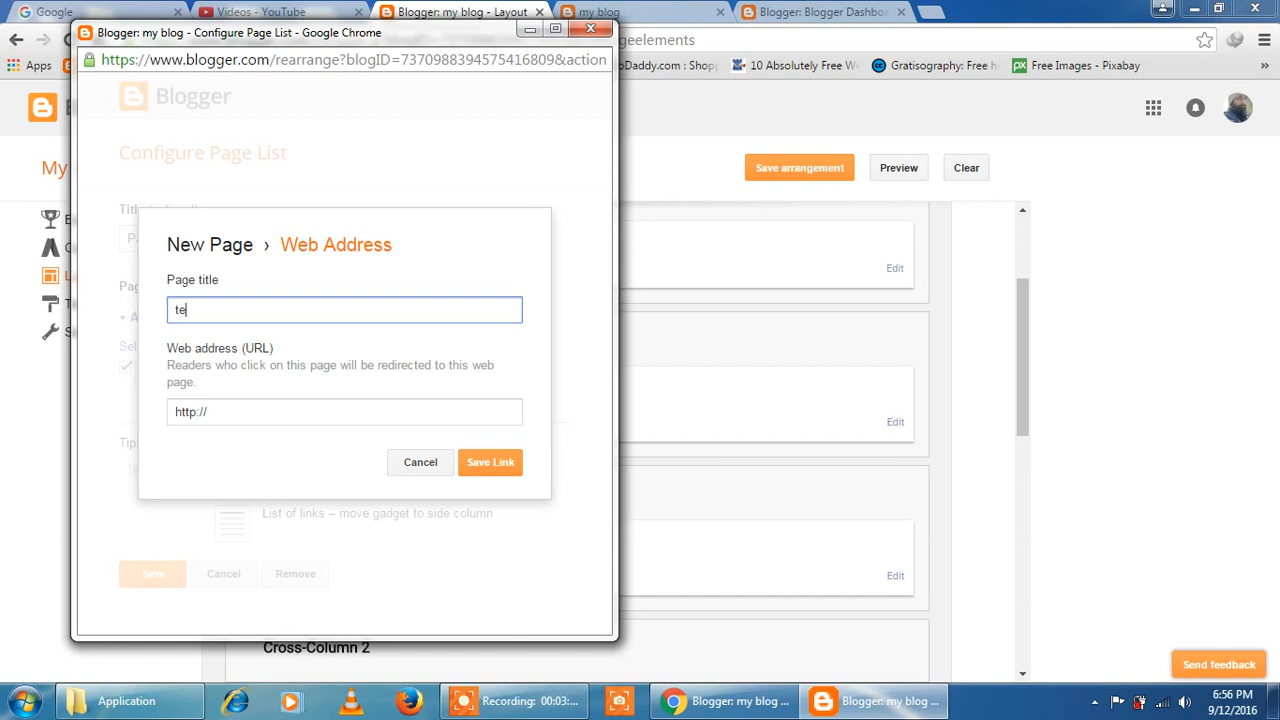 Google
Videos - YouTube
Blogger: my blog - Layout
my blog
Blogger: Blogger Dashbo
Blogger: my blog - Configure Page List - Google Chrome
https://www.blogger.com/rearrange?blogID=7370988394575416809&action
geelements
Apps
GoDaddy.com : Shop
10 Absolutely Free W
Gratisography: Free h
Free Images - Pixabay
»
Blogger
Configure Page List
My
Save arrangement
Preview
Clear
New Page › Web Address
Page title
te
Edit
Web address (URL)
Readers who click on this page will be redirected to this web
page.
http://
Edit
Cancel
Save Link
Tip
List of links – move gadget to side column
Save
Cancel
Remove
Edit
Cross-Column 2
Send feedback
Application
Recording: 00:03:...
Blogger: my blog ...
Blogger: my blog ...
6:56 PM
9/12/2016